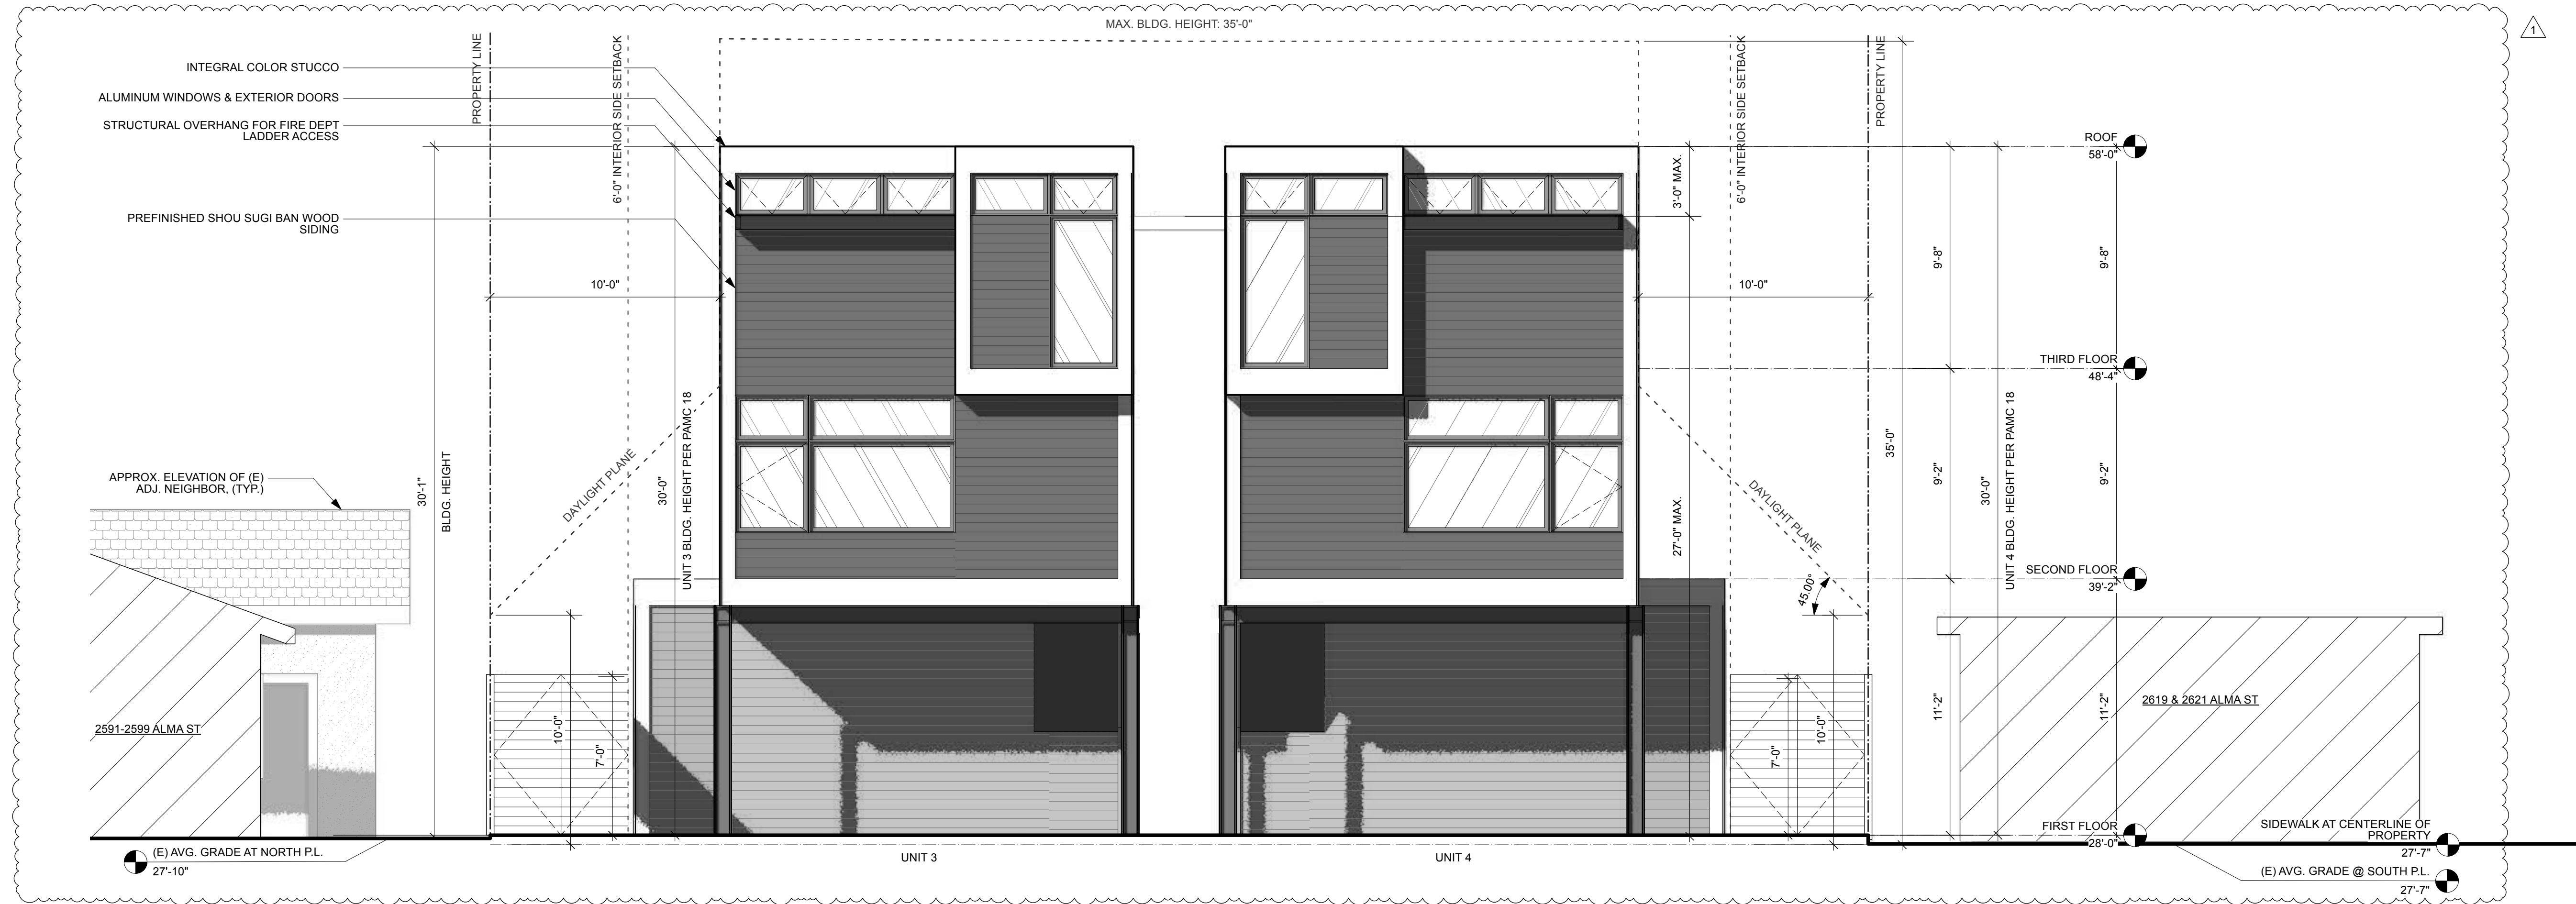 MAX. BLDG. HEIGHT: 35'-0"
1
PROPERTY LINE
6'-0" INTERIOR SIDE SETBACK
6'-0" INTERIOR SIDE SETBACK
PROPERTY LINE
INTEGRAL COLOR STUCCO
ALUMINUM WINDOWS & EXTERIOR DOORS
STRUCTURAL OVERHANG FOR FIRE DEPT
LADDER ACCESS
PREFINISHED SHOU SUGI BAN WOOD
SIDING
ROOF
58'-0"
3'-0" MAX.
9'-8"
9'-8"
10'-0"
10'-0"
THIRD FLOOR
48'-4"
APPROX. ELEVATION OF (E)
ADJ. NEIGHBOR, (TYP.)
30'-1"
BLDG. HEIGHT
DAYLIGHT PLANE
30'-0"
UNIT 3 BLDG. HEIGHT PER PAMC 18
27'-0" MAX.
DAYLIGHT PLANE
45.00°
35'-0"
9'-2"
30'-0"
UNIT 4 BLDG. HEIGHT PER PAMC 18
9'-2"
SECOND FLOOR
39'-2"
2591-2599 ALMA ST
10'-0"
7'-0"
7'-0"
10'-0"
11'-2"
11'-2"
2619 & 2621 ALMA ST
FIRST FLOOR
28'-0"
SIDEWALK AT CENTERLINE OF
PROPERTY
27'-7"
(E) AVG. GRADE AT NORTH P.L.
27'-10"
UNIT 3
UNIT 4
(E) AVG. GRADE @ SOUTH P.L.
27'-7"